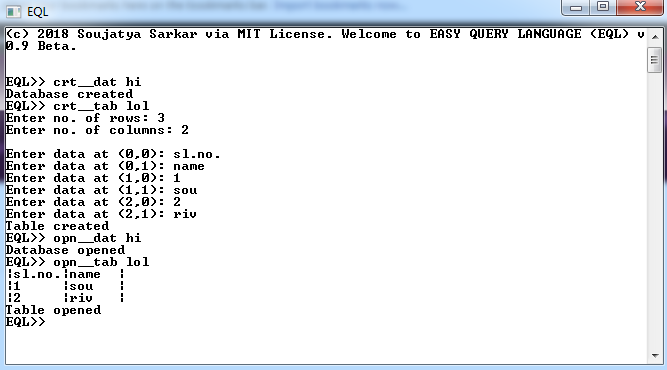 EQL
(c) 2018 Soujatya Sarkar via MIT License. Welcome to EASY QUERY LANGUAGE (EQL) v
0.9 Beta.
EQL>> crt__dat hi
Database created
EQL>> crt__tab lol
Enter no. of rows: 3
Enter no. of columns: 2
Enter data at (0,0): sl.no.
Enter data at (0,1): name
Enter data at (1,0): 1
Enter data at (1,1): sou
Enter data at (2,0): 2
Enter data at (2,1): riv
Table created
EQL>> opn__dat hi
Database opened
EQL>> opn__tab lol
¦sl.no.¦name  ¦
¦1     ¦sou   ¦
¦2     ¦riv   ¦
Table opened
EQL>>